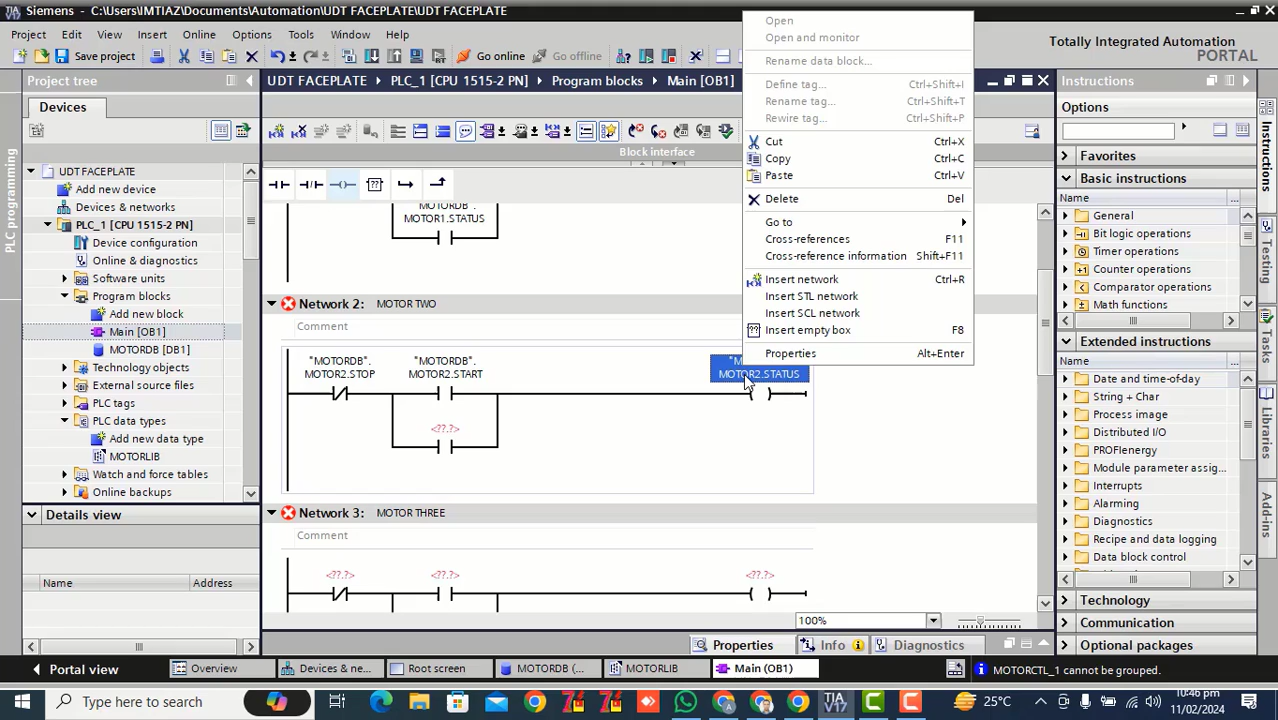 Siemens - C:\Users\IMTIAZ\Documents\Automation\UDT FACEPLATE\UDT FACEPLATE
Project Edit View Insert Online Options Tools Window Help
Totally Integrated Automation
PORTAL
Save project
Go online
Go offline
Project tree
UDT FACEPLATE
PLC_1 [CPU 1515-2 PN]
Program blocks
Main [OB1]
Instructions
Devices
Options
PLC programming
Block interface
Favorites
Basic instructions
Name
General
Bit logic operations
Timer operations
Counter operations
Comparator operations
Math functions
Extended instructions
Name
Date and time-of-day
String + Char
Process image
Distributed I/O
PROFIenergy
Module parameter assig...
Interrupts
Alarming
Diagnostics
Recipe and data logging
Data block control
Technology
Communication
Optional packages
Instructions
Testing
Tasks
Libraries
Add-ins
UDT FACEPLATE
Add new device
Devices & networks
PLC_1 [CPU 1515-2 PN]
Device configuration
Online & diagnostics
Software units
Program blocks
Add new block
Main [OB1]
MOTORDB [DB1]
Technology objects
External source files
PLC tags
PLC data types
Add new data type
MOTORLIB
Watch and force tables
Online backups
Details view
Name
Address
MOTOR1.STATUS
Network 2: MOTOR TWO
Comment
"MOTORDB".
MOTOR2.STOP
"MOTORDB".
MOTOR2.START
MOTOR2.STATUS
<??.?>
Network 3: MOTOR THREE
Comment
<??.?> <??.?> <??.?>
100%
Open
Open and monitor
Rename data block...
Define tag... Ctrl+Shift+I
Rename tag... Ctrl+Shift+T
Rewire tag... Ctrl+Shift+P
Cut Ctrl+X
Copy Ctrl+C
Paste Ctrl+V
Delete Del
Go to
Cross-references F11
Cross-reference information Shift+F11
Insert network Ctrl+R
Insert STL network
Insert SCL network
Insert empty box F8
Properties Alt+Enter
Properties
Info
Diagnostics
Portal view
Overview
Devices & ne...
Root screen
MOTORDB (...
MOTORLIB
Main (OB1)
MOTORCTL_1 cannot be grouped.
Type here to search
25°C
10:46 pm
11/02/2024